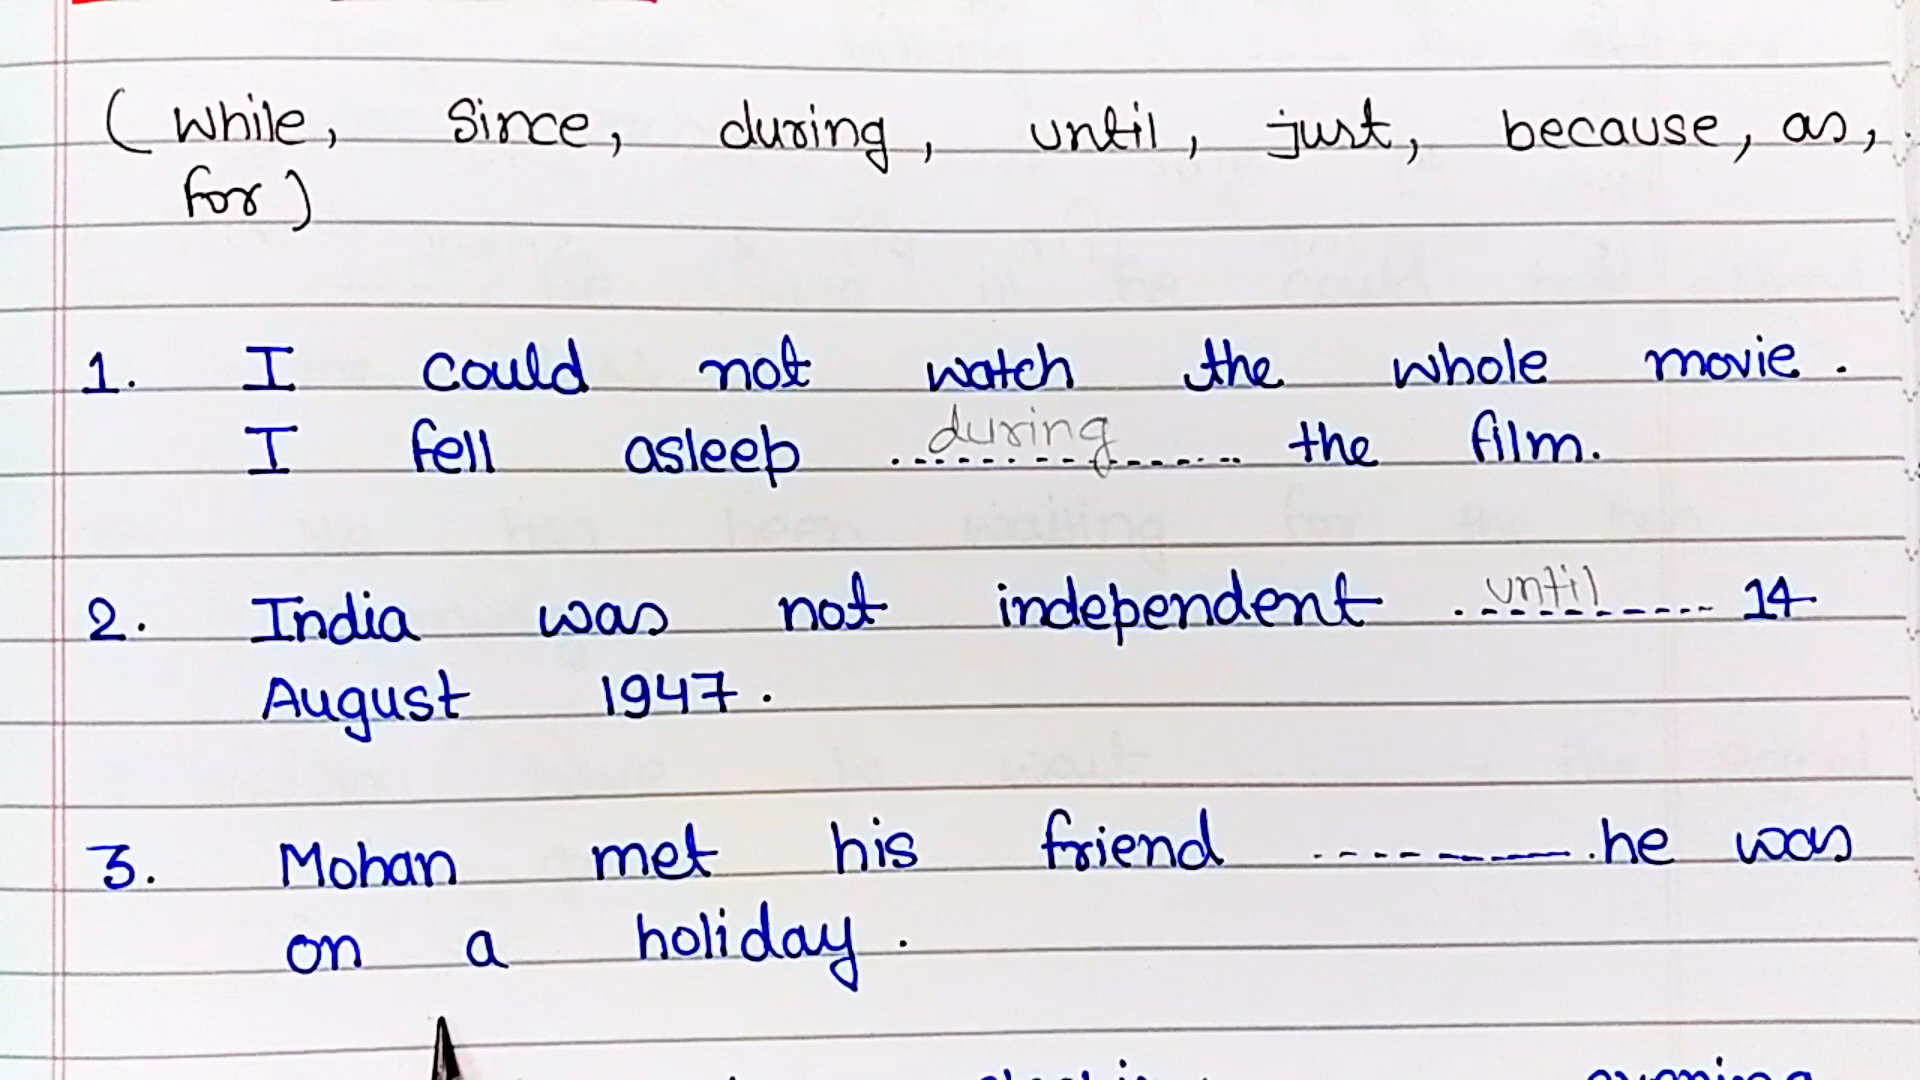 (while, since, during, until, just, because, as,
for)
1. I could not watch the whole movie.
I fell asleep during the film.
2. India was not independent until 14
August 1947.
3. Mohan met his friend ---------- he was
on a holiday.